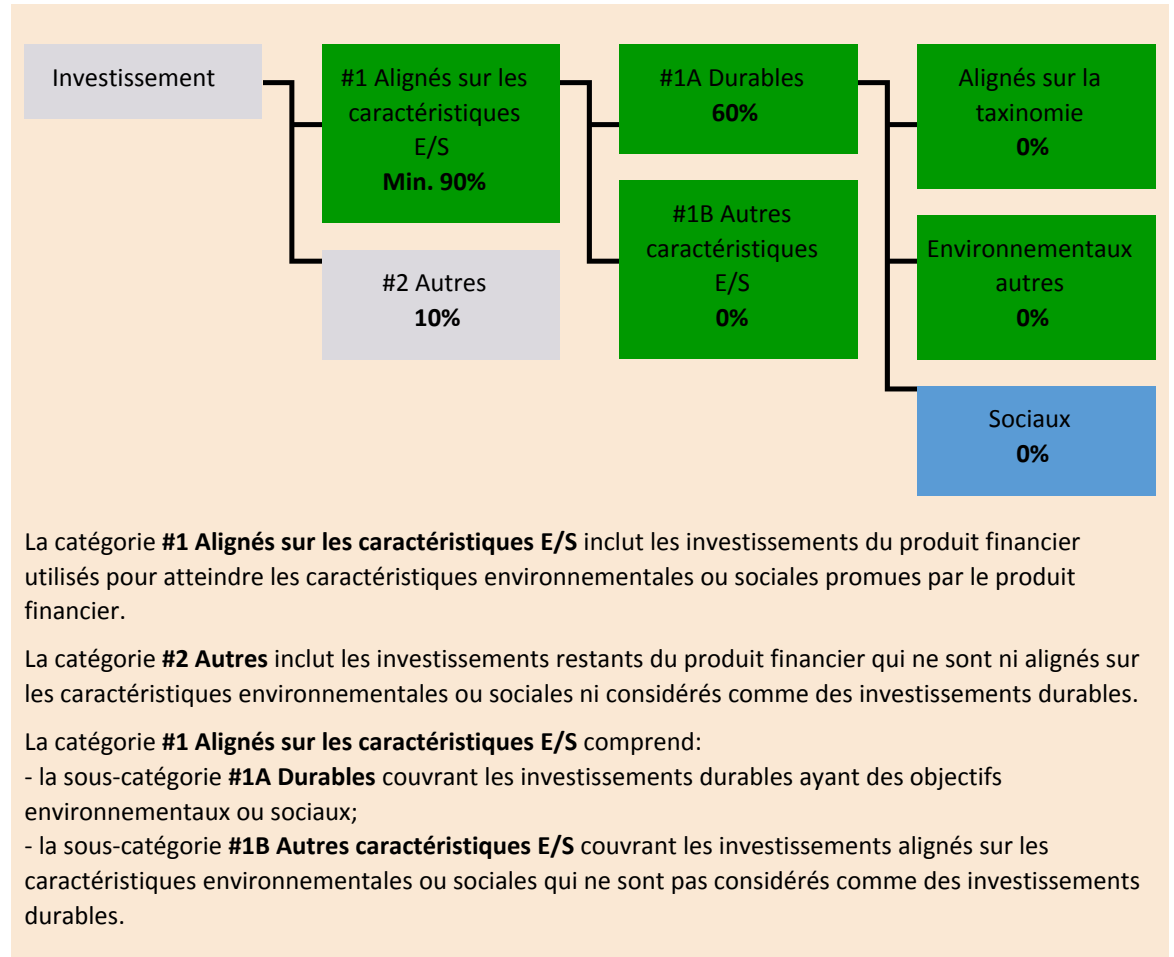 Investissement
#1 Alignés sur les
caractéristiques
E/S
Min. 90%
#2 Autres
10%
#1A Durables
60%
#1B Autres
caractéristiques
E/S
0%
Alignés sur la
taxinomie
0%
Environnementaux
autres
0%
Sociaux
0%
La catégorie #1 Alignés sur les caractéristiques E/S inclut les investissements du produit financier
utilisés pour atteindre les caractéristiques environnementales ou sociales promues par le produit
financier.
La catégorie #2 Autres inclut les investissements restants du produit financier qui ne sont ni alignés sur
les caractéristiques environnementales ou sociales ni considérés comme des investissements durables.
La catégorie #1 Alignés sur les caractéristiques E/S comprend:
- la sous-catégorie #1A Durables couvrant les investissements durables ayant des objectifs
environnementaux ou sociaux;
- la sous-catégorie #1B Autres caractéristiques E/S couvrant les investissements alignés sur les
caractéristiques environnementales ou sociales qui ne sont pas considérés comme des investissements
durables.